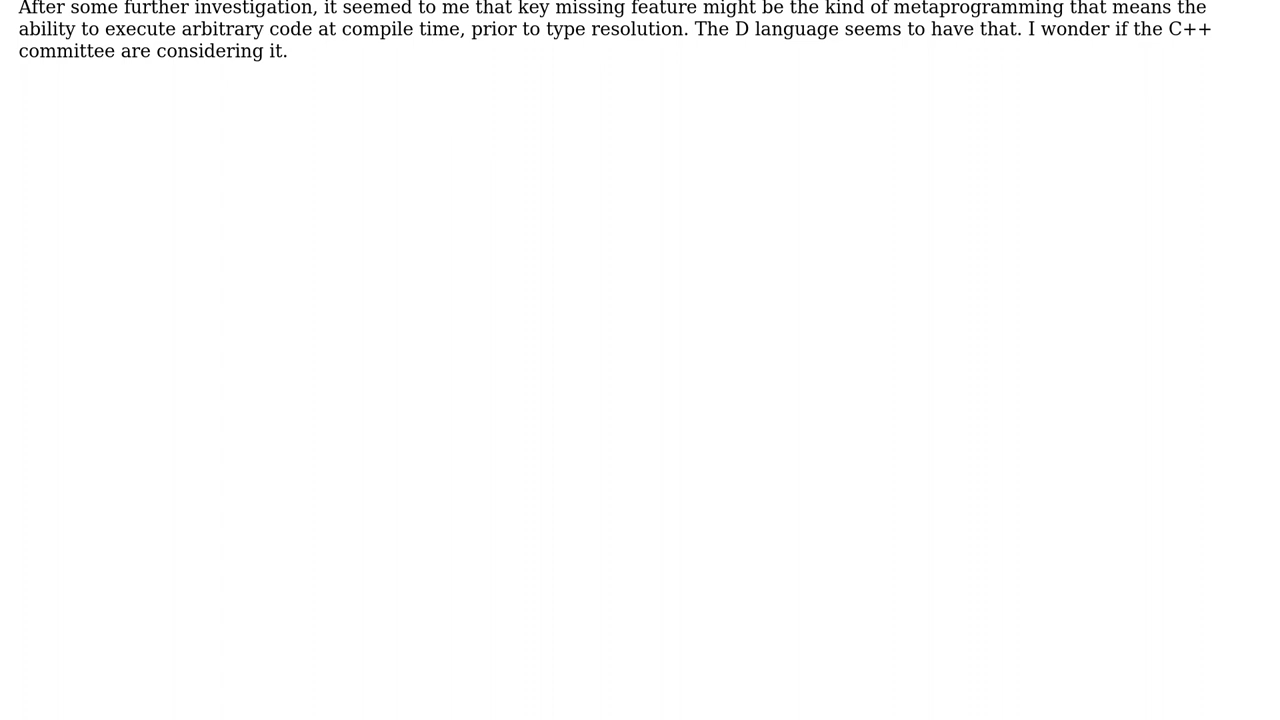 After some further investigation, it seemed to me that key missing feature might be the kind of metaprogramming that means the
ability to execute arbitrary code at compile time, prior to type resolution. The D language seems to have that. I wonder if the C++
committee are considering it.